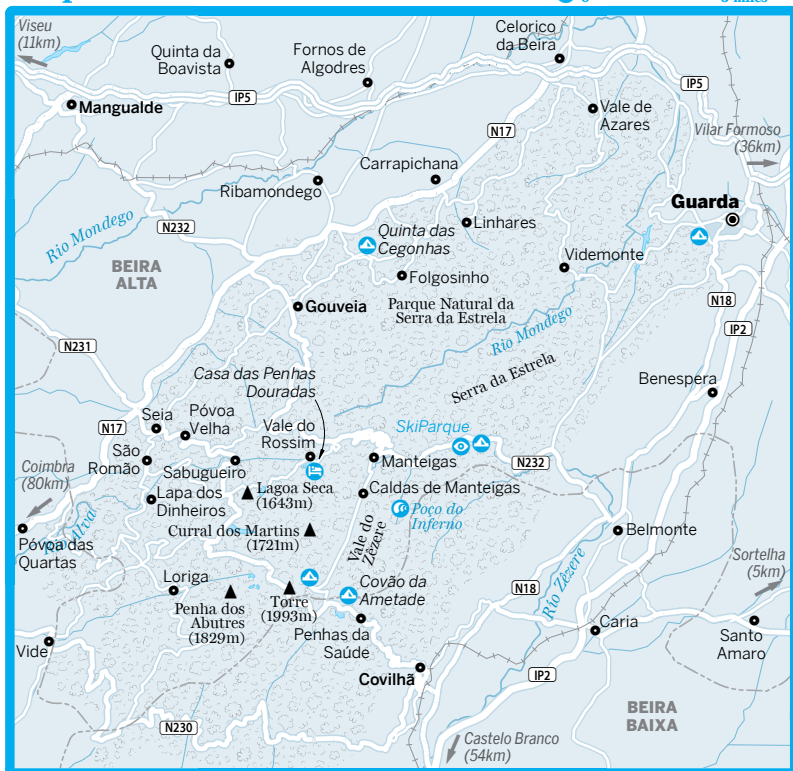 Viseu
(11km)
Quinta da
Boavista
Fornos de
Algodres
Celorico
da Beira
IP5
IP5
Mangualde
Vale de
Azares
N17
Vilar Formoso
(36km)
Carrapichana
Ribamondego
Guarda
Linhares
Quinta das
Cegonhas
N232
Rio Mondego
BEIRA
ALTA
Videmonte
Folgosinho
Parque Natural da
Serra da Estrela
Gouveia
N18
IP2
Rio Mondego
N231
Casa das Penhas
Douradas
Serra da Estrela
Benespera
Seia
Póvoa
Velha
N17
Vale do
Rossim
SkiParque
São
Romão
Sabugueiro
Manteigas
N232
Coimbra
(80km)
Lapa dos
Dinheiros
Lagoa Seca
(1643m)
Caldas de Manteigas
Poço do
Inferno
Rio Alva
Curral dos Martins
(1721m)
Vale do
Zêzere
Belmonte
Póvoa das
Quartas
Sortelha
(5km)
Loriga
Penha dos
Abutres
(1829m)
Torre
(1993m)
Covão da
Ametade
N18
Rio Zêzere
Penhas da
Saúde
Caria
Santo
Amaro
Vide
Covilhã
IP2
BEIRA
BAIXA
N230
Castelo Branco
(54km)